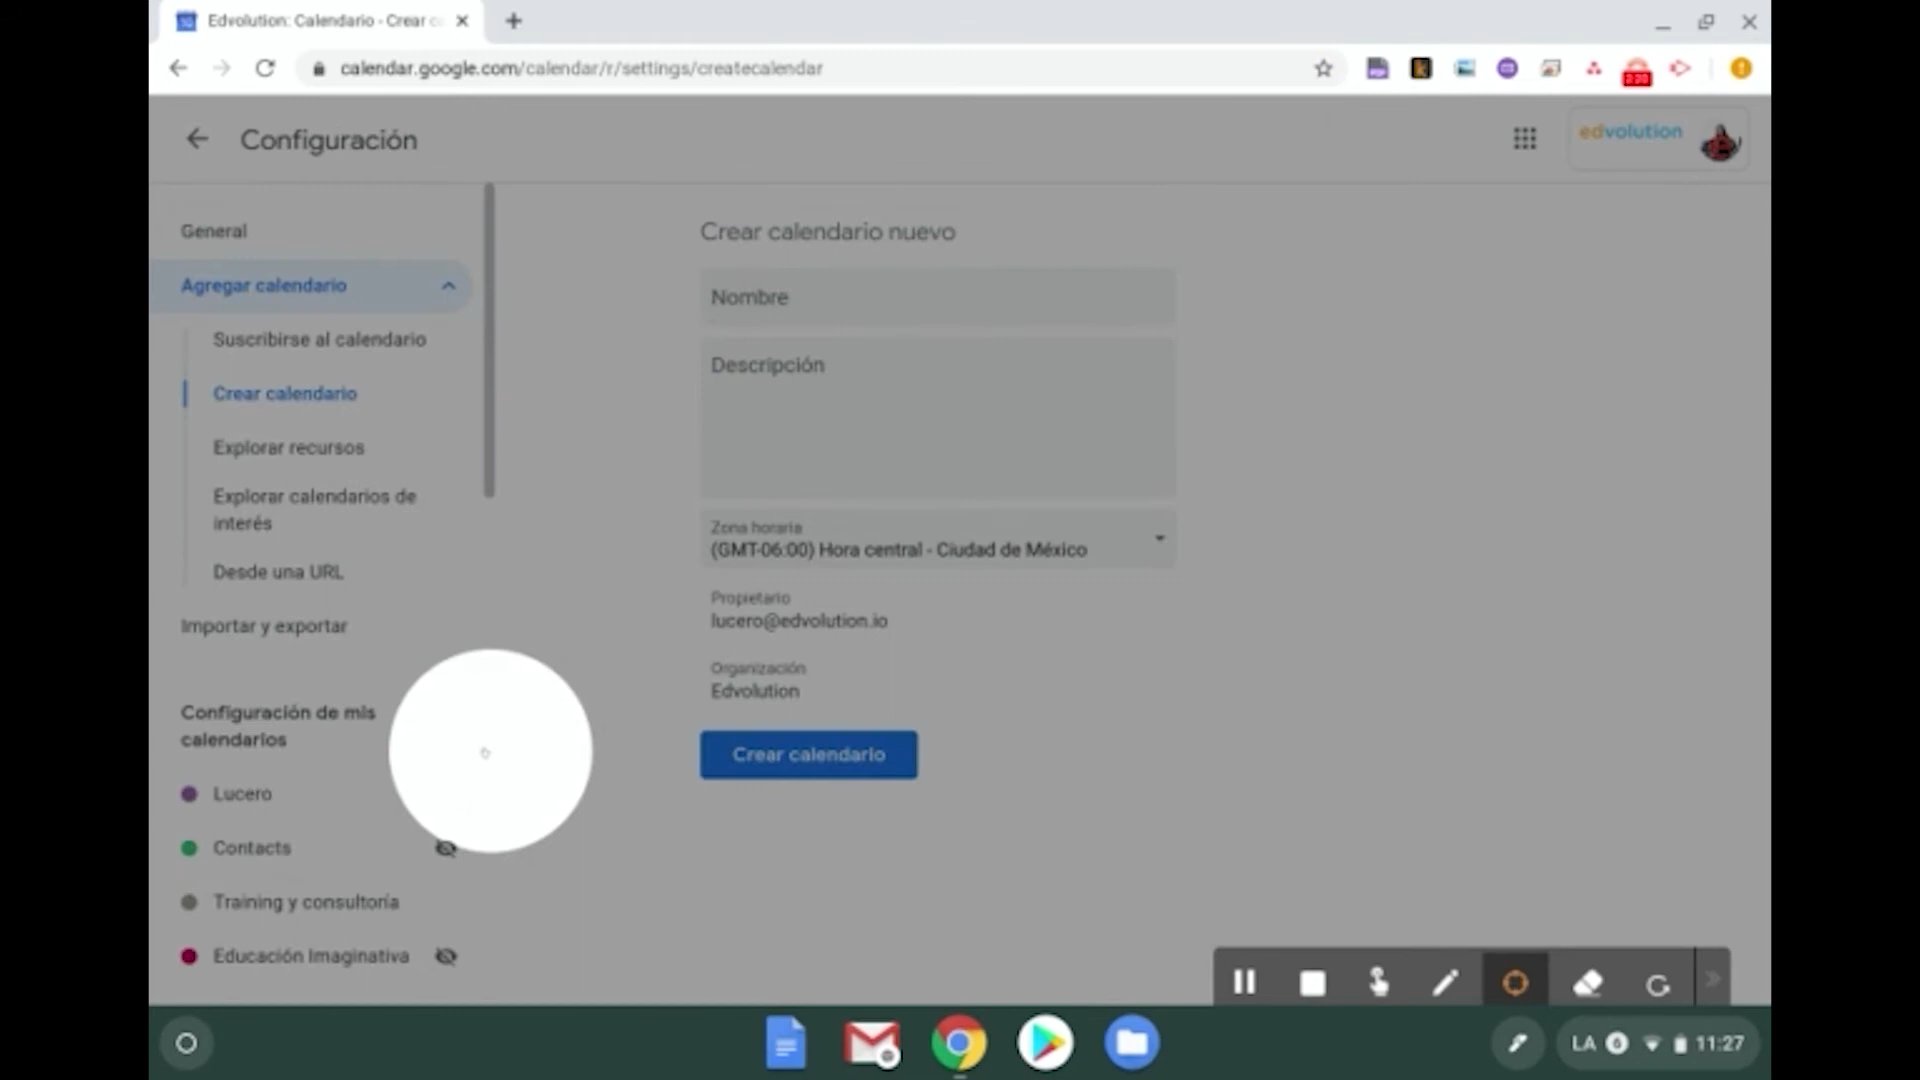 Edvolution: Calendario - Crear c
calendar.google.com/calendar/r/settings/createcalendar
2:20
Configuración
edvolution
General
Agregar calendario
Suscribirse al calendario
Crear calendario
Explorar recursos
Explorar calendarios de
interés
Desde una URL
Importar y exportar
Configuración de mis
calendarios
Lucero
Contacts
Training y consultoría
Educación Imaginativa
Crear calendario nuevo
Nombre
Descripción
Zona horaria
(GMT-06:00) Hora central - Ciudad de México
Propietario
lucero@edvolution.io
Organización
Edvolution
Crear calendario
LA 6 11:27